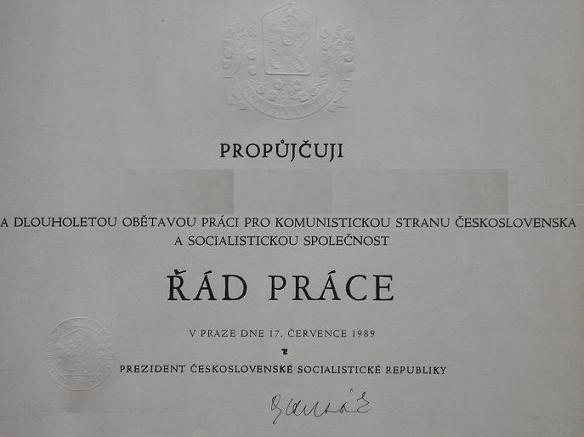 PROPŮJČUJI
A DLOUHOLETOU OBĚTAVOU PRÁCI PRO KOMUNISTICKOU STRANU ČESKOSLOVENSKA
A SOCIALISTICKOU SPOLEČNOST
ŘÁD PRÁCE
V PRAZE DNE 17. ČERVENCE 1989
PREZIDENT ČESKOSLOVENSKÉ SOCIALISTICKÉ REPUBLIKY